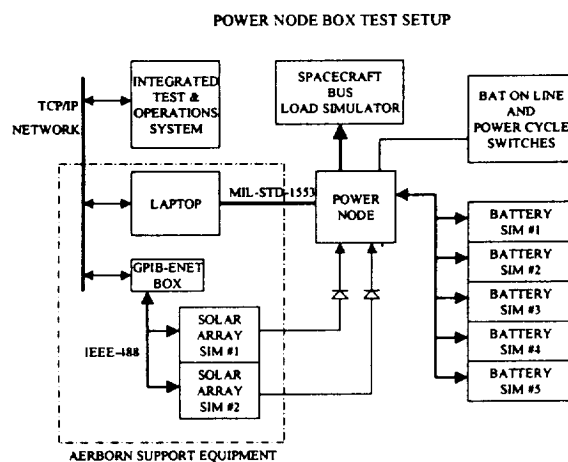 POWER NODE BOX TEST SETUP
INTEGRATED
TEST &
OPERATIONS
SYSTEM
SPACECRAFT
BUS
LOAD SIMULATOR
BAT ON LINE
AND
POWER CYCLE
SWITCHES
TCP/IP
NETWORK
LAPTOP
MIL-STD-1553
POWER
NODE
GPIB-ENET
BOX
IEEE-488
SOLAR
ARRAY
SIM #1
SOLAR
ARRAY
SIM #2
BATTERY
SIM #1
BATTERY
SIM #2
BATTERY
SIM #3
BATTERY
SIM #4
BATTERY
SIM #5
AERBORN SUPPORT EQUIPMENT